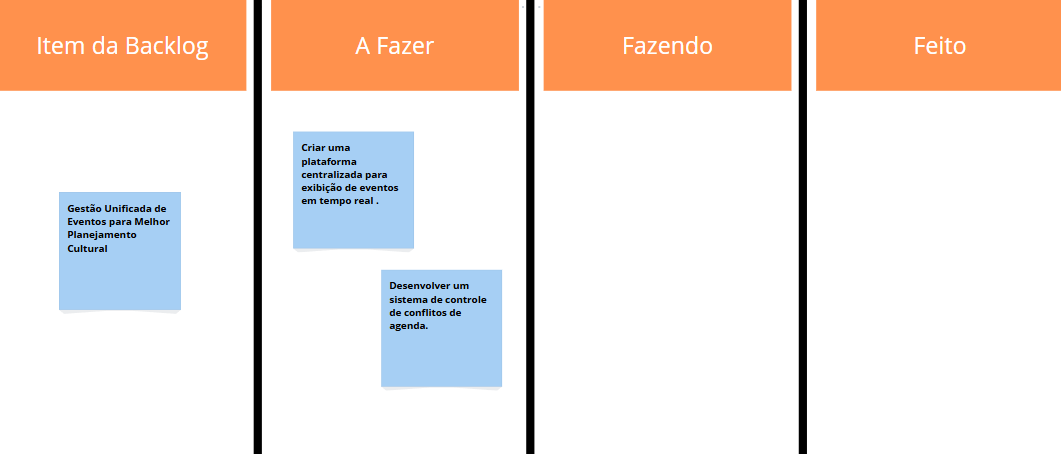 Item da Backlog
A Fazer
Fazendo
Feito
Gestão Unificada de
Eventos para Melhor
Planejamento
Cultural
Criar uma
plataforma
centralizada para
exibição de eventos
em tempo real .
Desenvolver um
sistema de controle
de conflitos de
agenda.